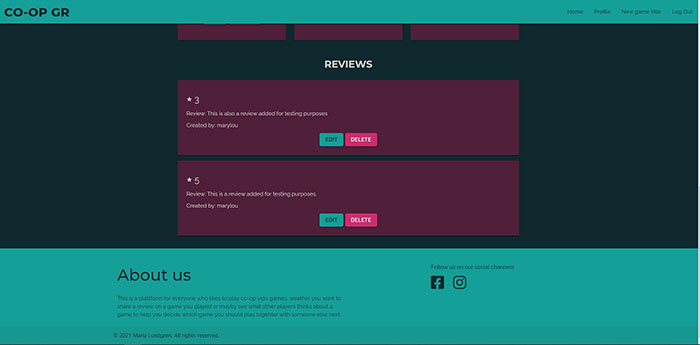 CO-OP GR
Home Profile New game title Log Out
REVIEWS
★ 3
Review: This is also a review added for testing purposes
Created by: marylou
EDIT DELETE
★ 5
Review: This is a review added for testing purposes.
Created by: marylou
EDIT DELETE
About us
Follow us on our social channels
This is a plattform for everyone who likes to play co-op vido games, weather you want to
share a review on a game you played or mayby see what other players thinks about a
game to help you decide which game you should play together with someone else next.
© 2021 Maria Lundgren, All rights reserved.